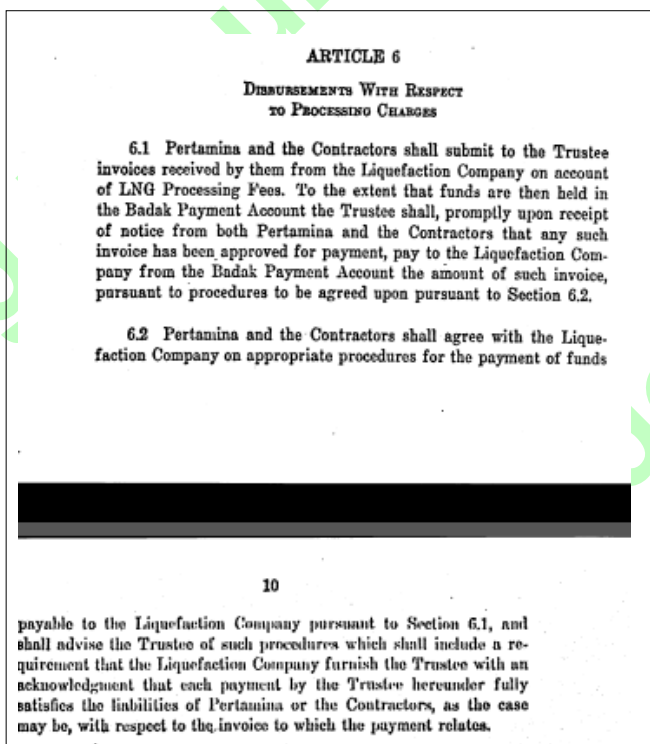 ARTICLE 6
DISBURSEMENTS WITH RESPECT
TO PROCESSING CHARGES
6.1 Pertamina and the Contractors shall submit to the Trustee
invoices received by them from the Liquefaction Company on account
of LNG Processing Fees. To the extent that funds are then held in
the Badak Payment Account the Trustee shall, promptly upon receipt
of notice from both Pertamina and the Contractors that any such
invoice has been approved for payment, pay to the Liquefaction Com-
pany from the Badak Payment Account the amount of such invoice,
pursuant to procedures to be agreed upon pursuant to Section 6.2.
6.2 Pertamina and the Contractors shall agree with the Lique-
faction Company on appropriate procedures for the payment of funds
10
payable to the Liquefaction Company pursuant to Section 6.1, and
shall advise the Trustee of such procedures which shall include a re-
quirement that the Liquefaction Company furnish the Trustee with an
acknowledgment that each payment by the Trustee hereunder fully
satisfies the liabilities of Pertamina or the Contractors, as the case
may be, with respect to the invoice to which the payment relates.